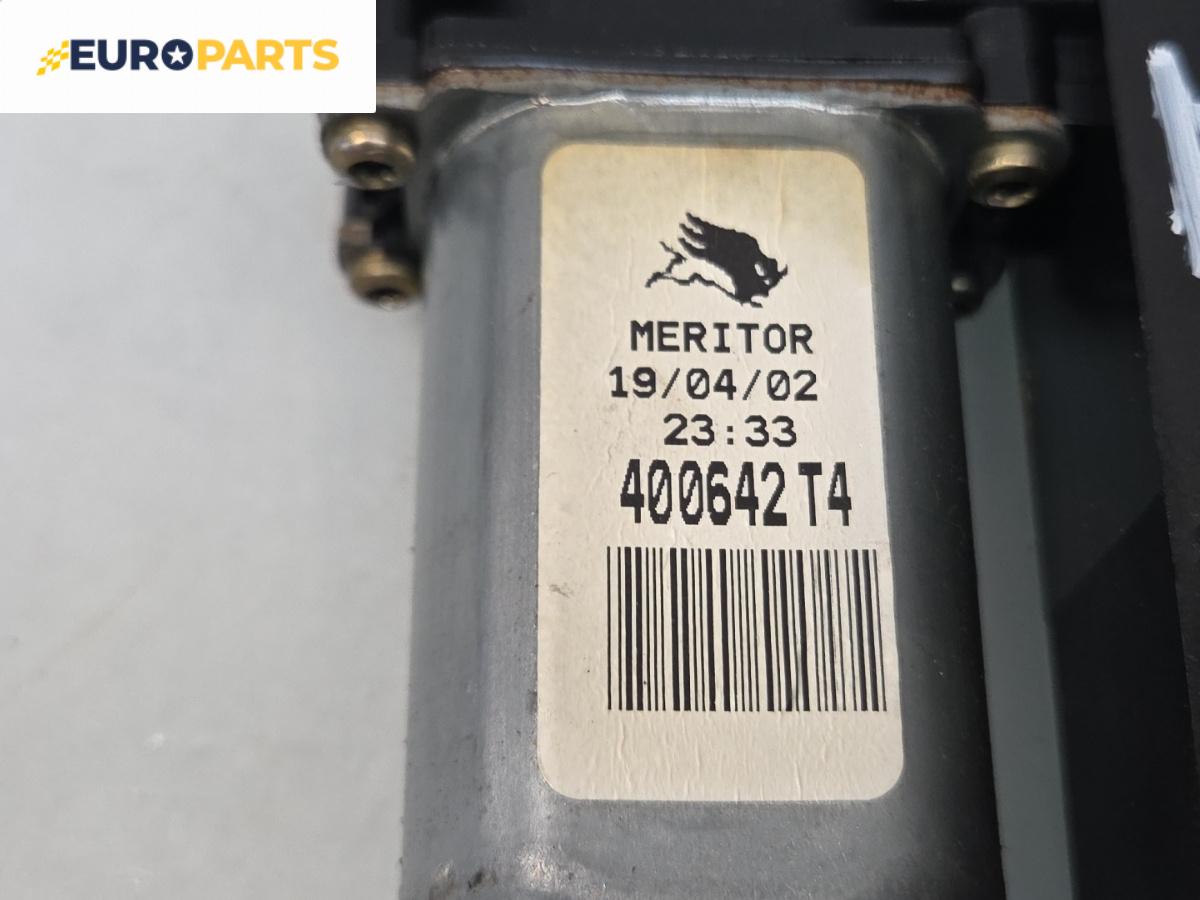 EUROPARTS
MERITOR
19/04/02
23:33
400642 T4